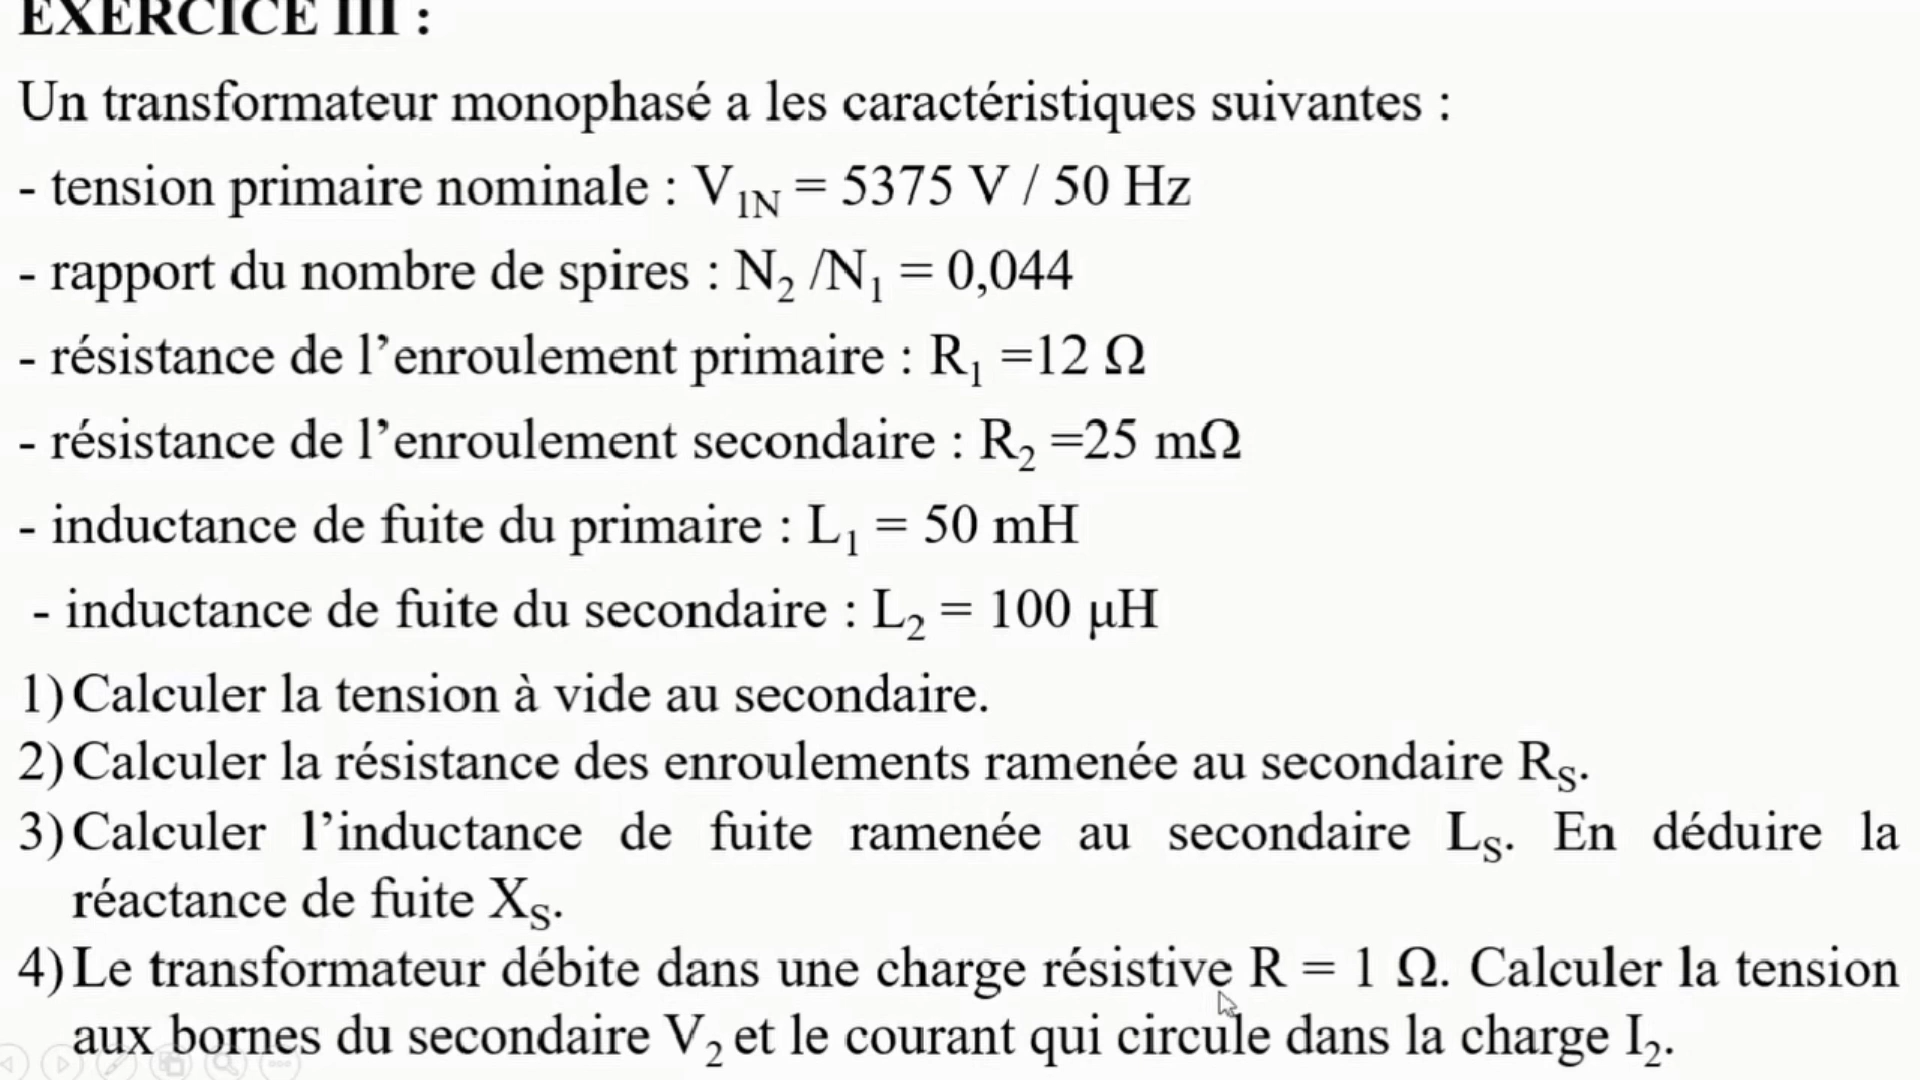 EXERCICE III :
Un transformateur monophasé a les caractéristiques suivantes :
- tension primaire nominale : V₁N = 5375 V / 50 Hz
- rapport du nombre de spires : N₂ /N₁ = 0,044
- résistance de l’enroulement primaire : R₁ =12 Ω
- résistance de l’enroulement secondaire : R₂ =25 mΩ
- inductance de fuite du primaire : L₁ = 50 mH
- inductance de fuite du secondaire : L₂ = 100 µH
1) Calculer la tension à vide au secondaire.
2) Calculer la résistance des enroulements ramenée au secondaire RS.
3) Calculer l’inductance de fuite ramenée au secondaire LS. En déduire la
réactance de fuite XS.
4) Le transformateur débite dans une charge résistive R = 1 Ω. Calculer la tension
aux bornes du secondaire V₂ et le courant qui circule dans la charge I₂.